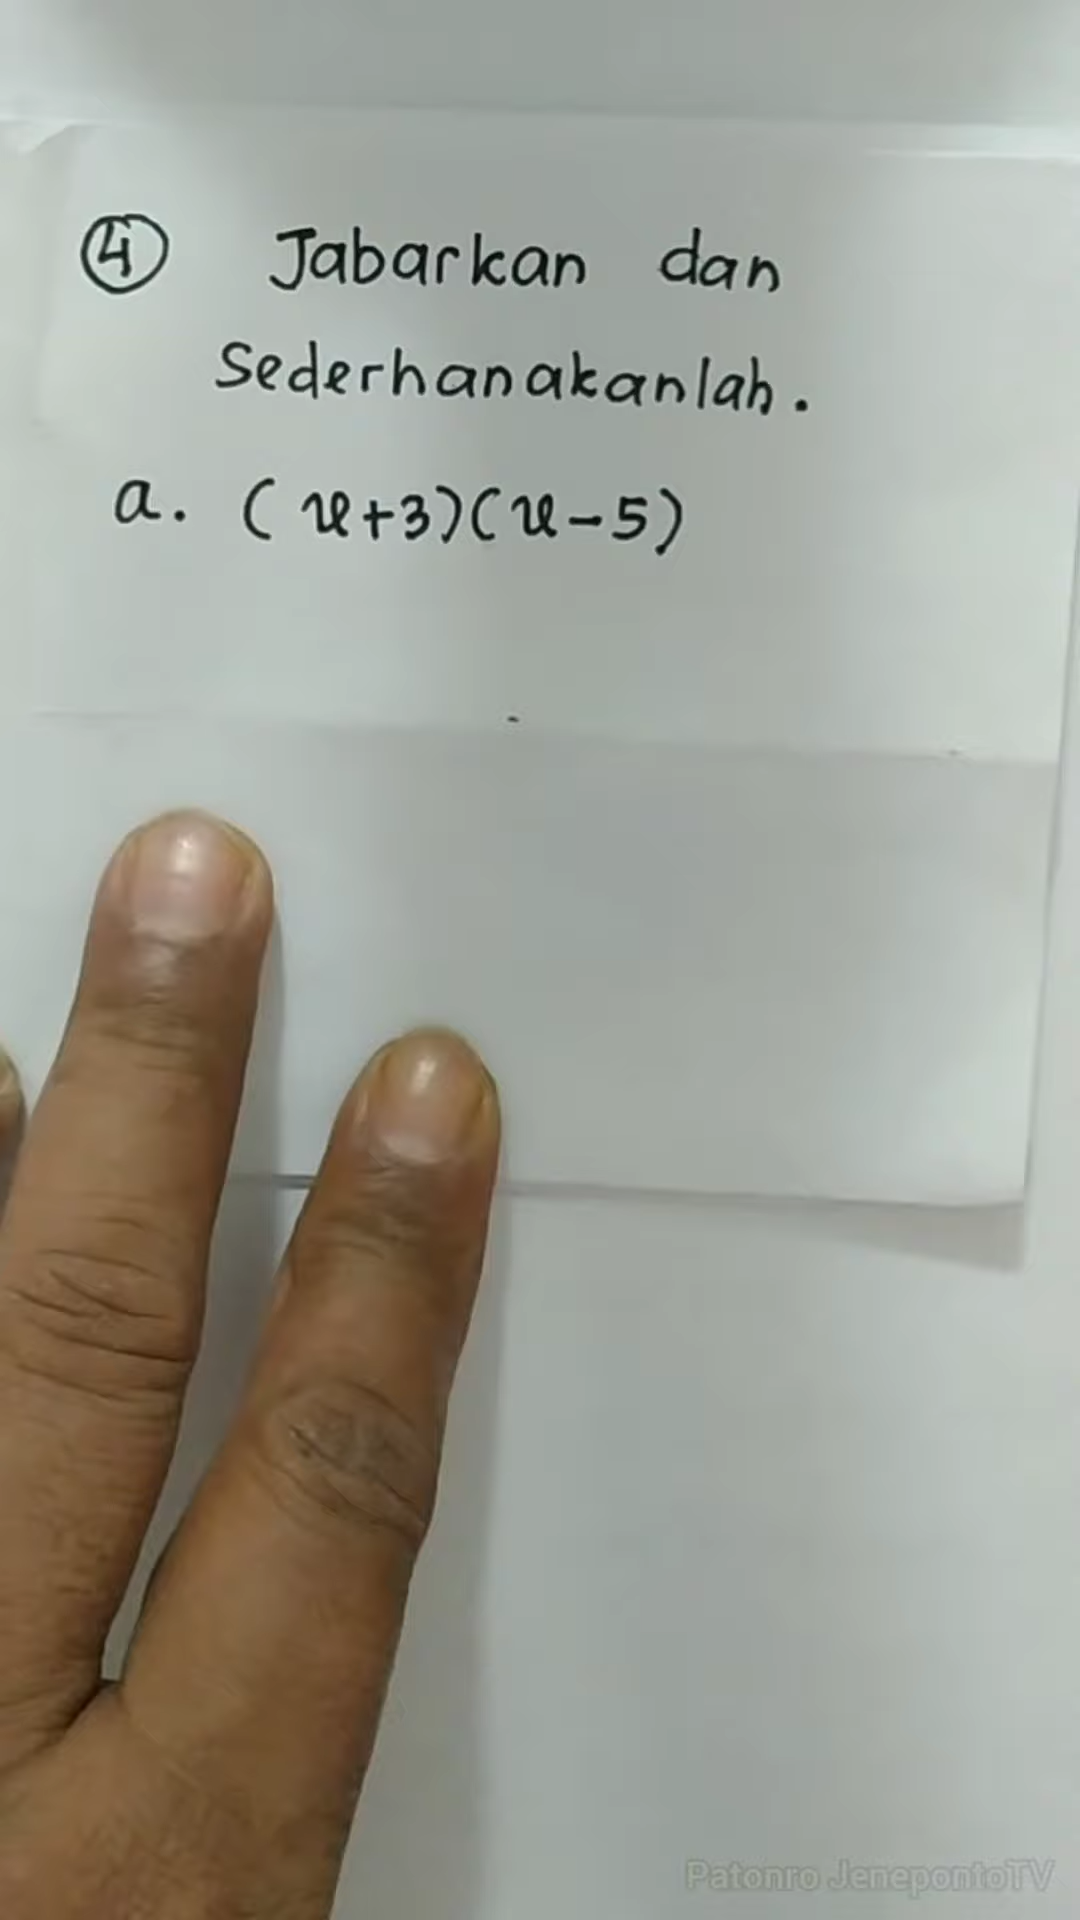 ④ Jabarkan dan
Sederhanakanlah.
a. (x+3)(x-5)
Patonro JenepontoTV